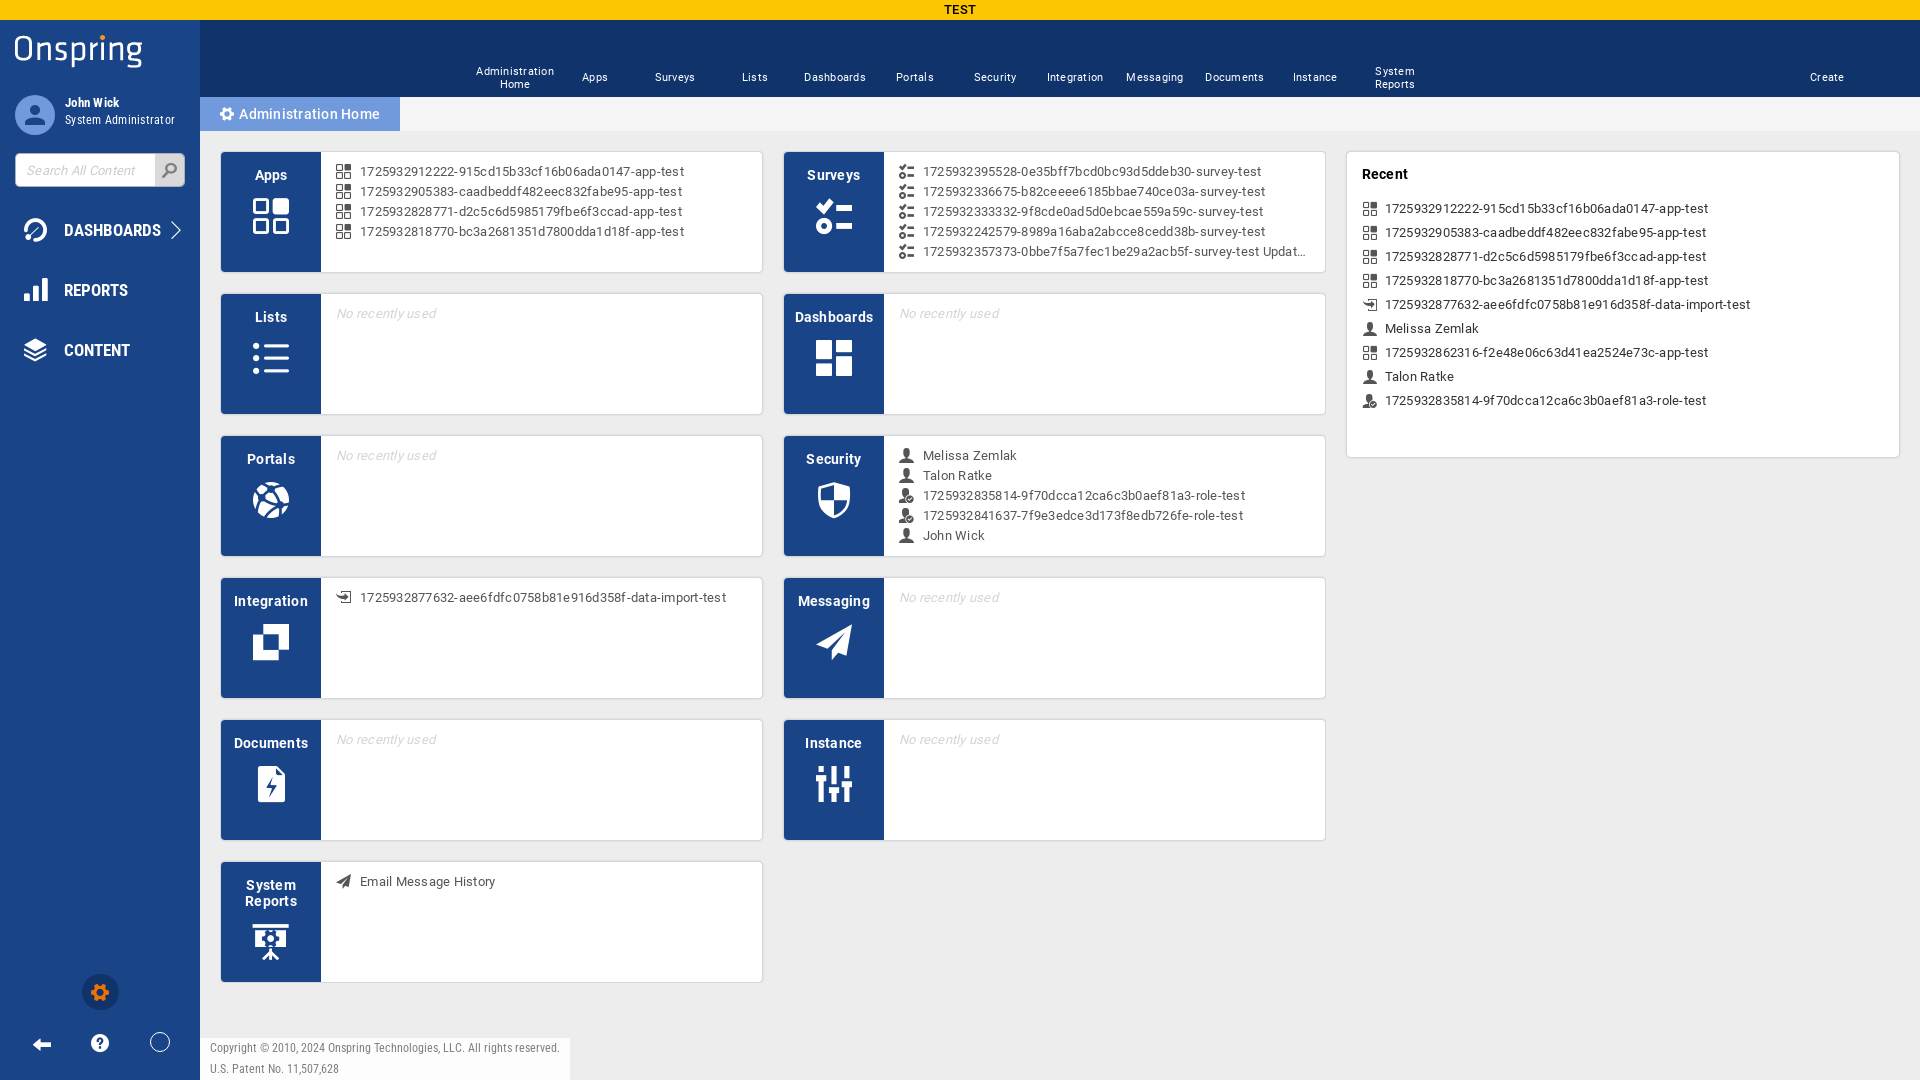 TEST
Onspring
John Wick
System Administrator
Search All Content
DASHBOARDS
REPORTS
CONTENT
Administration Home
Apps
Surveys
Lists
Dashboards
Portals
Security
Integration
Messaging
Documents
Instance
System Reports
Create
Administration Home
Apps
1725932912222-915cd15b33cf16b06ada0147-app-test
1725932905383-caadbeddf482eec832fabe95-app-test
1725932828771-d2c5c6d5985179fbe6f3ccad-app-test
1725932818770-bc3a2681351d7800dda1d18f-app-test
Surveys
1725932395528-0e35bff7bcd0bc93d5ddeb30-survey-test
1725932336675-b82ceeee6185bbae740ce03a-survey-test
1725932333332-9f8cde0ad5d0ebcae559a59c-survey-test
1725932242579-8989a16aba2abcce8cedd38b-survey-test
1725932357373-0bbe7f5a7fec1be29a2acb5f-survey-test Updat...
Lists
No recently used
Dashboards
No recently used
Portals
No recently used
Security
Melissa Zemlak
Talon Ratke
1725932835814-9f70dcca12ca6c3b0aef81a3-role-test
1725932841637-7f9e3edce3d173f8edb726fe-role-test
John Wick
Integration
1725932877632-aee6fdfc0758b81e916d358f-data-import-test
Messaging
No recently used
Documents
No recently used
Instance
No recently used
System
Reports
Email Message History
Recent
1725932912222-915cd15b33cf16b06ada0147-app-test
1725932905383-caadbeddf482eec832fabe95-app-test
1725932828771-d2c5c6d5985179fbe6f3ccad-app-test
1725932818770-bc3a2681351d7800dda1d18f-app-test
1725932877632-aee6fdfc0758b81e916d358f-data-import-test
Melissa Zemlak
1725932862316-f2e48e06c63d41ea2524e73c-app-test
Talon Ratke
1725932835814-9f70dcca12ca6c3b0aef81a3-role-test
Copyright © 2010, 2024 Onspring Technologies, LLC. All rights reserved.
U.S. Patent No. 11,507,628